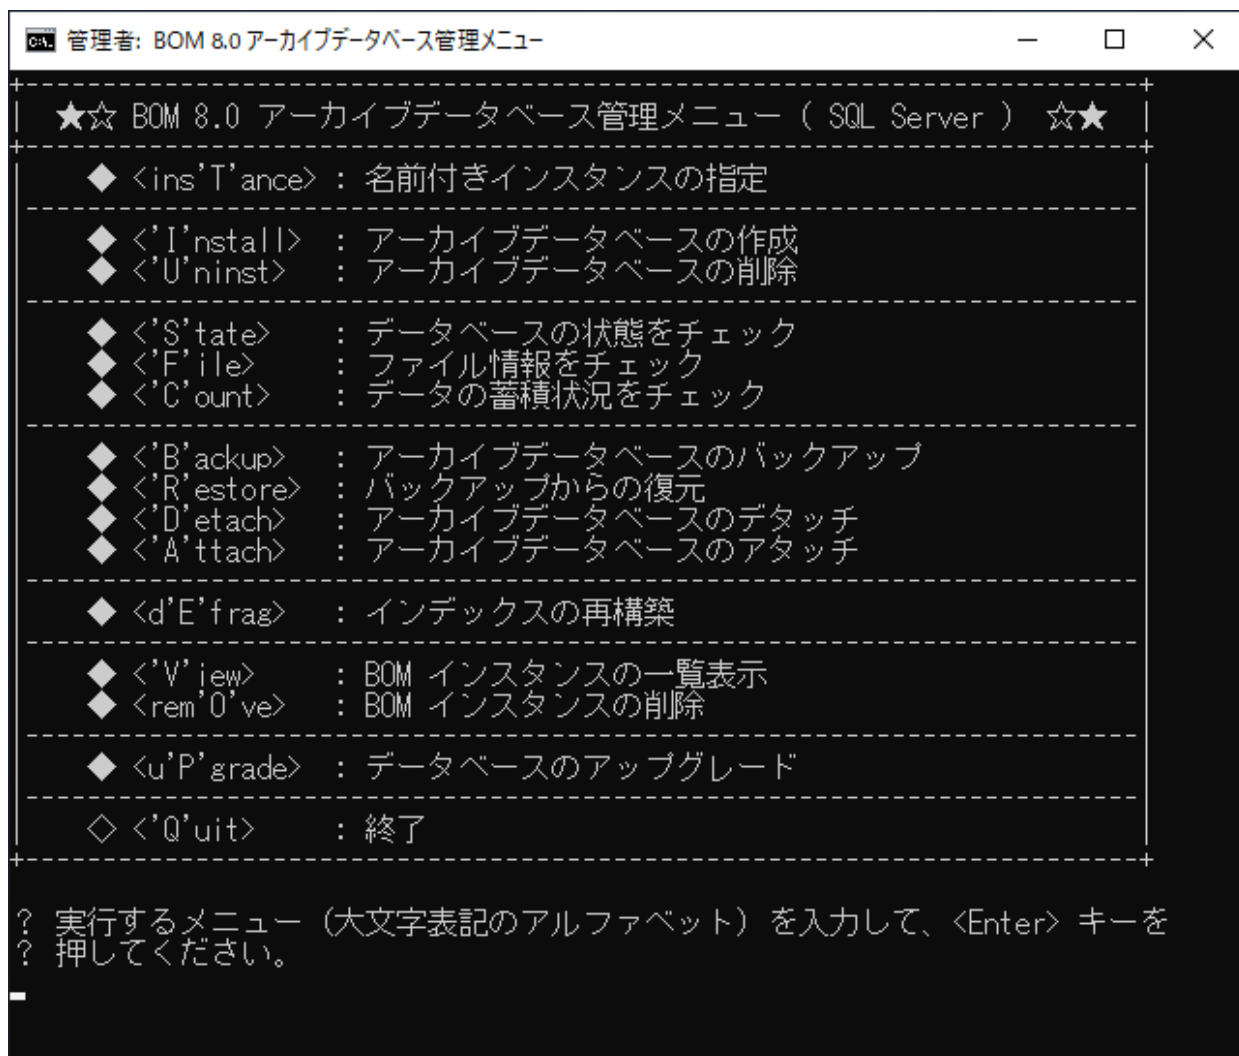 管理者: BOM 8.0 アーカイブデータベース管理メニュー
★☆ BOM 8.0 アーカイブデータベース管理メニュー ( SQL Server ) ☆★
◆ <ins'T'ance> : 名前付きインスタンスの指定
◆ <'I'nstall> : アーカイブデータベースの作成
◆ <'U'ninst> : アーカイブデータベースの削除
◆ <'S'tate> : データベースの状態をチェック
◆ <'F'ile> : ファイル情報をチェック
◆ <'C'ount> : データの蓄積状況をチェック
◆ <'B'ackup> : アーカイブデータベースのバックアップ
◆ <'R'estore> : バックアップからの復元
◆ <'D'etach> : アーカイブデータベースのデタッチ
◆ <'A'ttach> : アーカイブデータベースのアタッチ
◆ <d'E'frag> : インデックスの再構築
◆ <'V'iew> : BOM インスタンスの一覧表示
◆ <rem'O've> : BOM インスタンスの削除
◆ <u'P'grade> : データベースのアップグレード
◇ <'Q'uit> : 終了
? 実行するメニュー（大文字表記のアルファベット）を入力して、<Enter> キーを
? 押してください。